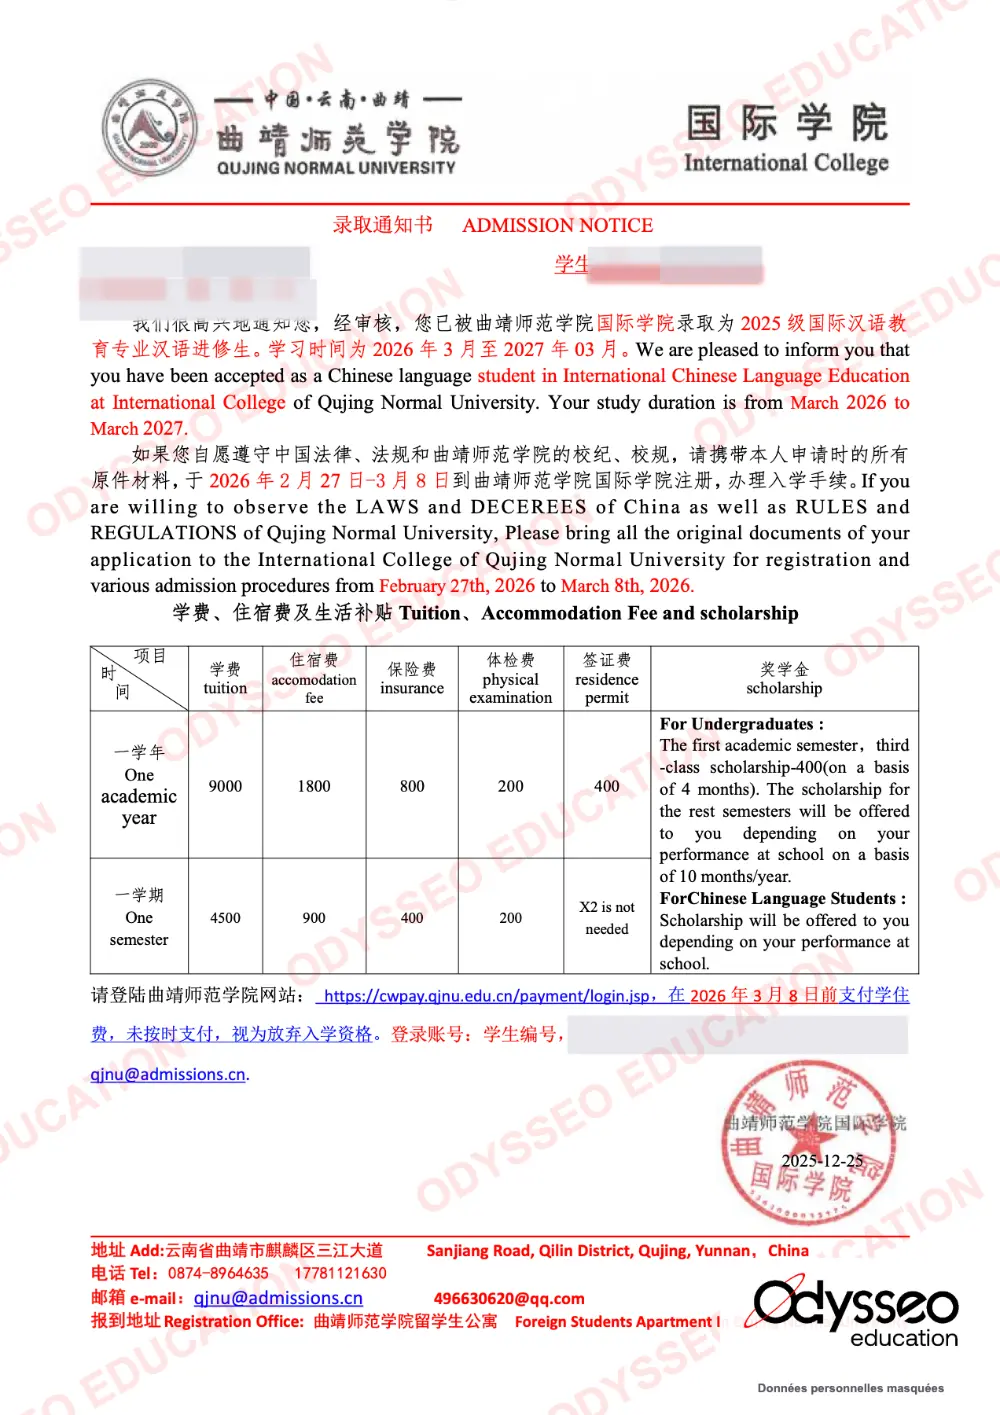 中国·云南·曲靖
曲靖师范学院
QUJING NORMAL UNIVERSITY
国际学院
International College
录取通知书 ADMISSION NOTICE
学生
我们很高兴地通知您，经审核，您已被曲靖师范学院国际学院录取为 2025 级国际汉语教
育专业汉语进修生。学习时间为 2026 年 3 月至 2027 年 03 月。We are pleased to inform you that
you have been accepted as a Chinese language student in International Chinese Language Education
at International College of Qujing Normal University. Your study duration is from March 2026 to
March 2027.
如果您自愿遵守中国法律、法规和曲靖师范学院的校纪、校规，请携带本人申请时的所有
原件材料，于 2026 年 2 月 27 日-3 月 8 日到曲靖师范学院国际学院注册，办理入学手续。If you
are willing to observe the LAWS and DECEREES of China as well as RULES and
REGULATIONS of Qujing Normal University, Please bring all the original documents of your
application to the International College of Qujing Normal University for registration and
various admission procedures from February 27th, 2026 to March 8th, 2026.
学费、住宿费及生活补贴 Tuition、Accommodation Fee and scholarship
项目
时
间
学费
tuition
住宿费
accomodation
fee
保险费
insurance
体检费
physical
examination
签证费
residence
permit
奖学金
scholarship
一学年
One
academic
year
9000
1800
800
200
400
For Undergraduates：
The first academic semester，third
-class scholarship-400(on a basis
of 4 months). The scholarship for
the rest semesters will be offered
to you depending on your
performance at school on a basis
of 10 months/year.
ForChinese Language Students：
Scholarship will be offered to you
depending on your performance at
school.
一学期
One
semester
4500
900
400
200
X2 is not
needed
请登陆曲靖师范学院网站： https://cwpay.qjnu.edu.cn/payment/login.jsp，在 2026 年 3 月 8 日前支付学住
费，未按时支付，视为放弃入学资格。登录账号：学生编号，
qjnu@admissions.cn.
曲靖师范学院国际学院
2025-12-25
曲靖师范学院
国际学院
地址 Add:云南省曲靖市麒麟区三江大道 Sanjiang Road, Qilin District, Qujing, Yunnan，China
电话 Tel：0874-8964635 17781121630
邮箱 e-mail：qjnu@admissions.cn 496630620@qq.com
报到地址 Registration Office: 曲靖师范学院留学生公寓 Foreign Students Apartment
Odysseo
education
Données personnelles masquées
ODYSSEO EDUCATION